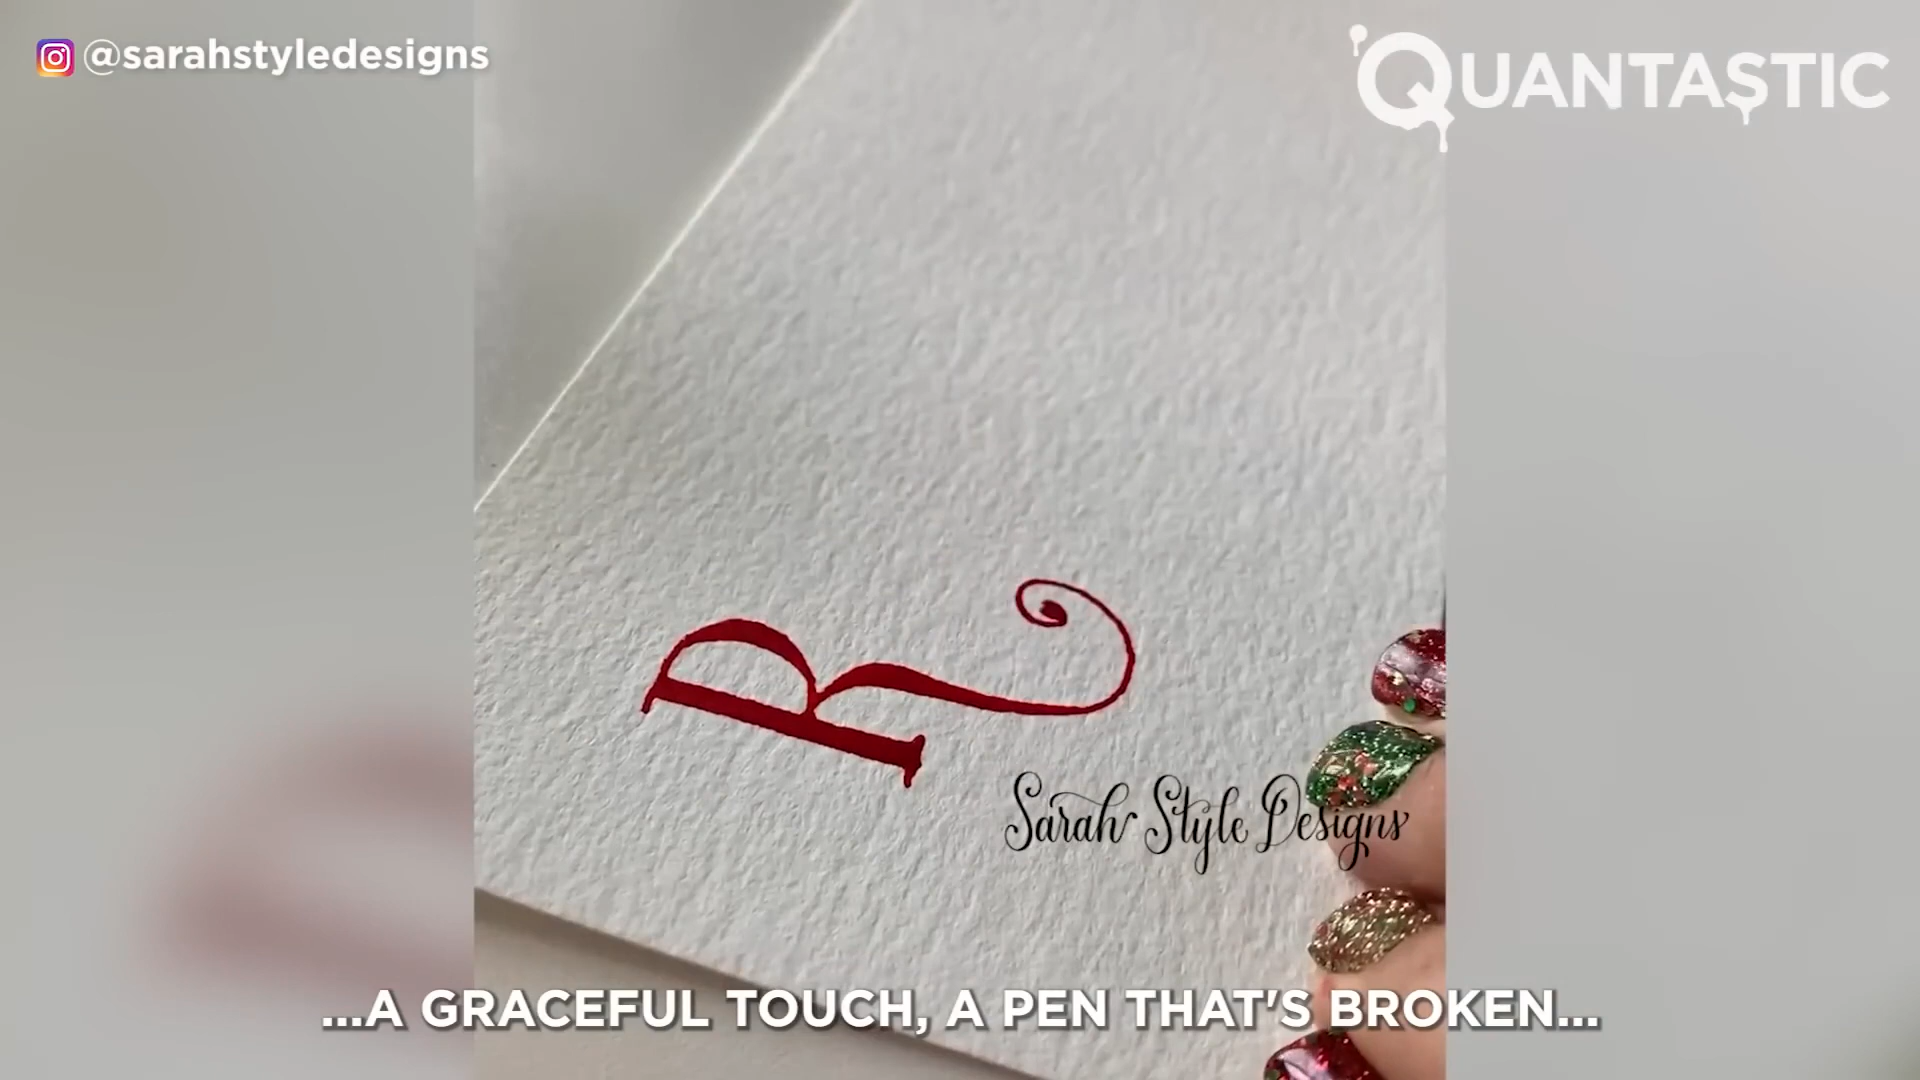 @sarahstyledesigns
QUANTASTIC
R
Sarah Style Designs
...A GRACEFUL TOUCH, A PEN THAT'S BROKEN...